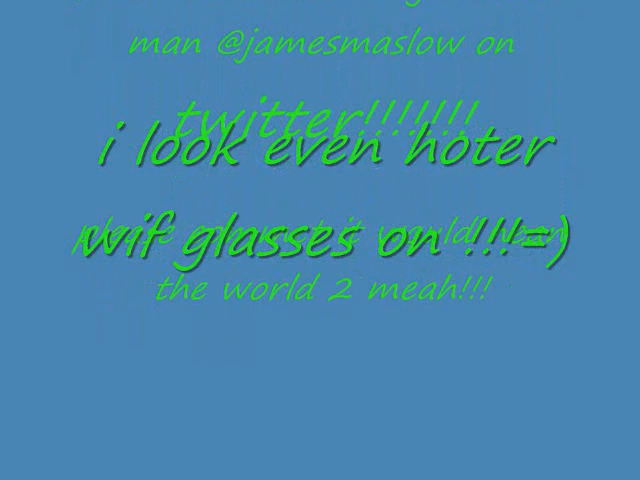 man @jamesmaslow on
twitter!!!!!!!
i look even hoter
wif glasses on !!!=)
the world 2 meah!!!